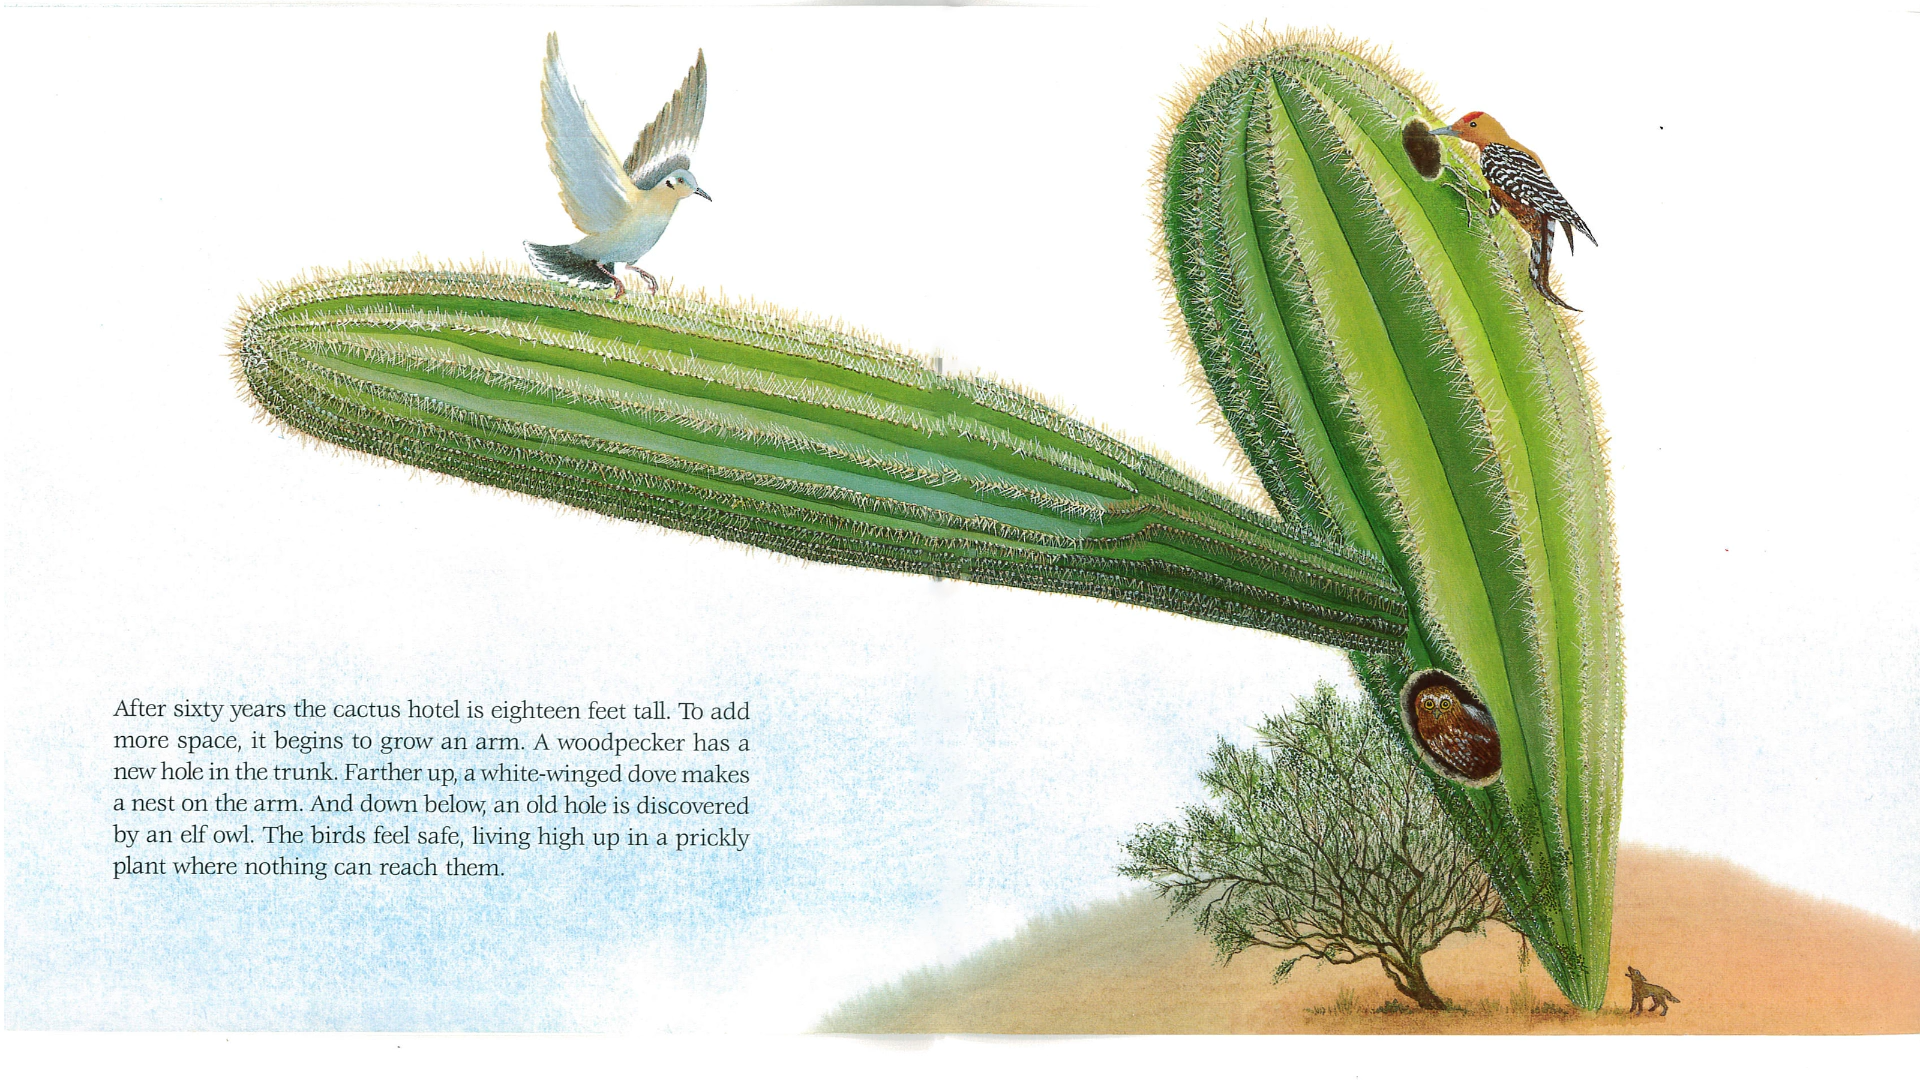 After sixty years the cactus hotel is eighteen feet tall. To add
more space, it begins to grow an arm. A woodpecker has a
new hole in the trunk. Farther up, a white-winged dove makes
a nest on the arm. And down below, an old hole is discovered
by an elf owl. The birds feel safe, living high up in a prickly
plant where nothing can reach them.